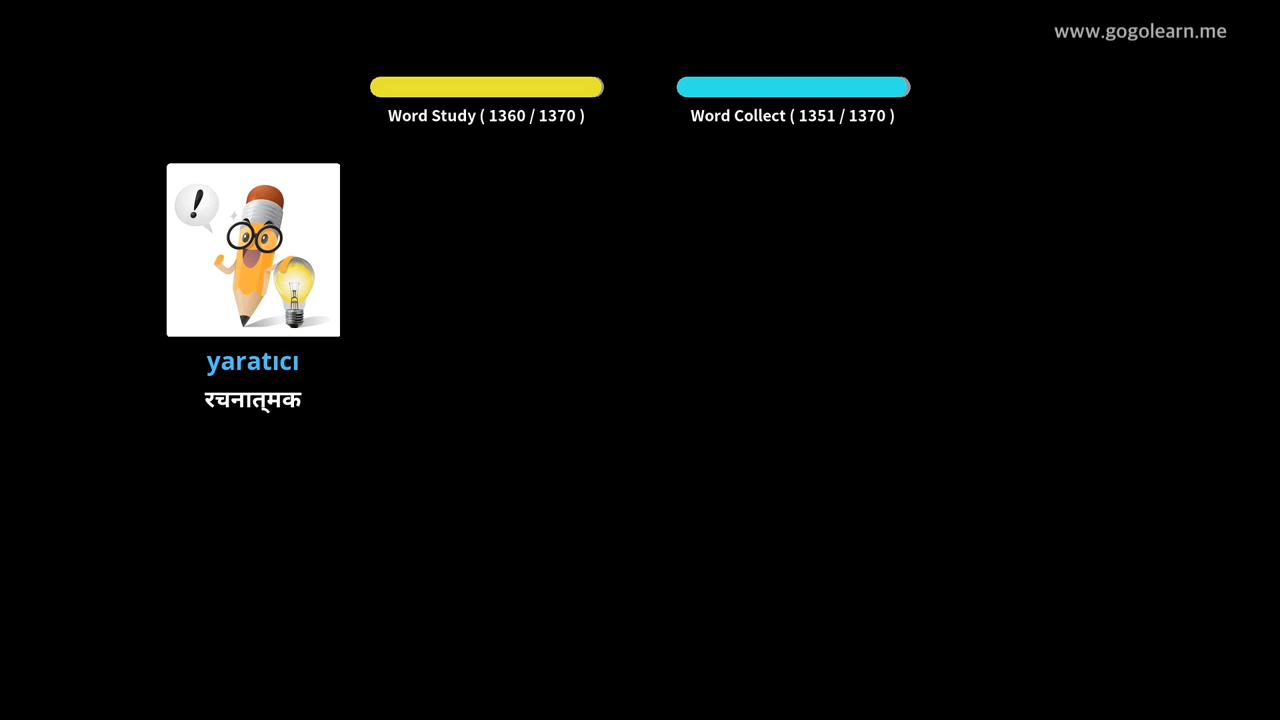 www.gogolearn.me
Word Study ( 1360 / 1370 )
Word Collect ( 1351 / 1370 )
!
yaratıcı
रचनात्‌मक